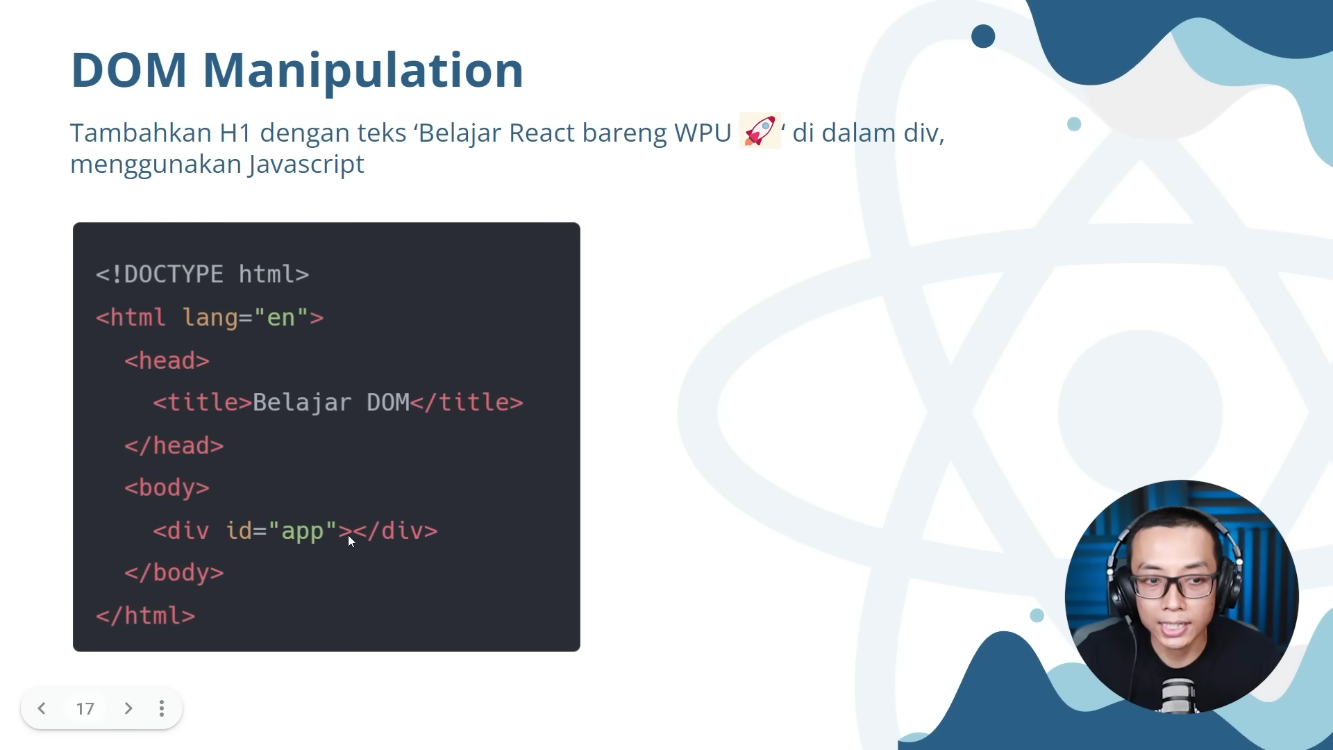 DOM Manipulation
Tambahkan H1 dengan teks ‘Belajar React bareng WPU 🚀‘ di dalam div,
menggunakan Javascript
<!DOCTYPE html>
<html lang="en">
<head>
<title>Belajar DOM</title>
</head>
<body>
<div id="app"></div>
</body>
</html>
17